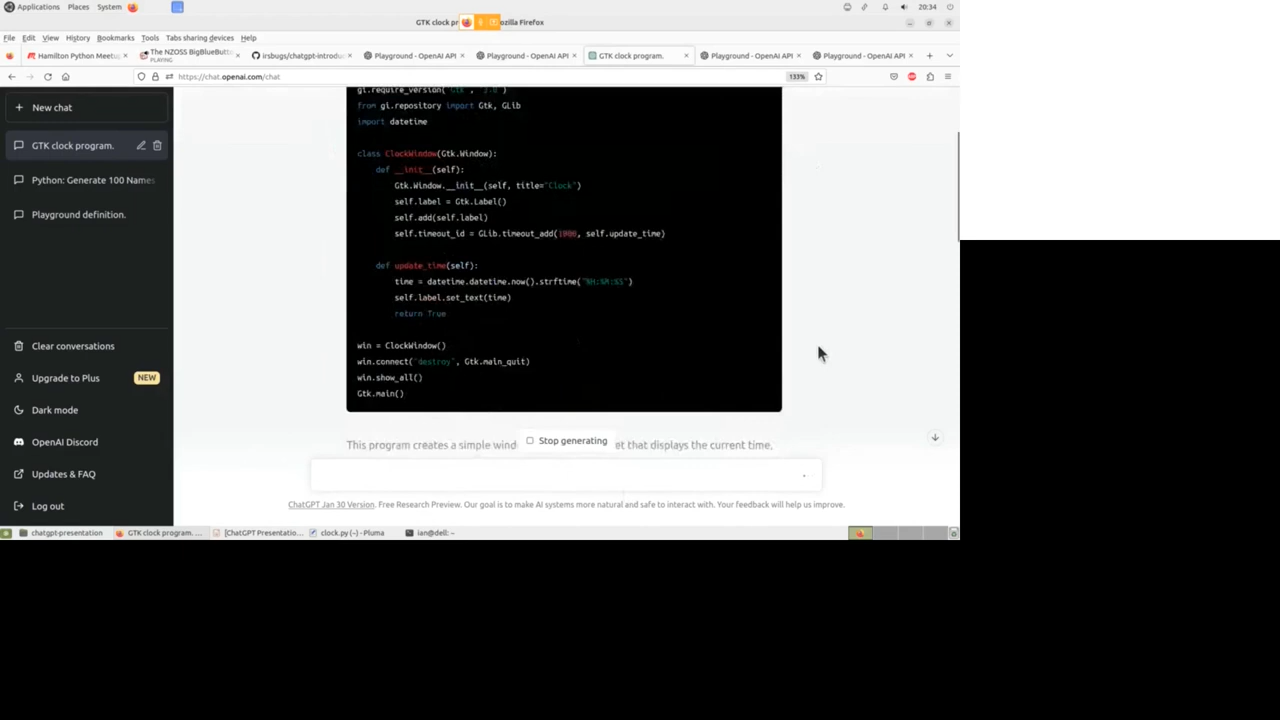 Applications Places System 20:34
GTK clock pr ozilla Firefox
File Edit View History Bookmarks Tools Tabs sharing devices Help
Hamilton Python Meetup
The NZOSS BigBlueButto
PLAYING
irsbugs/chatgpt-introduc
Playground - OpenAI API
Playground - OpenAI API
GTK clock program.
Playground - OpenAI API
Playground - OpenAI API
https://chat.openai.com/chat 133%
New chat
GTK clock program.
Python: Generate 100 Names
Playground definition.
Clear conversations
Upgrade to Plus NEW
Dark mode
OpenAI Discord
Updates & FAQ
Log out
gi.require_version("Gtk", "3.0")
from gi.repository import Gtk, GLib
import datetime
class ClockWindow(Gtk.Window):
def __init__(self):
Gtk.Window.__init__(self, title="Clock")
self.label = Gtk.Label()
self.add(self.label)
self.timeout_id = GLib.timeout_add(1000, self.update_time)
def update_time(self):
time = datetime.datetime.now().strftime("%H:%M:%S")
self.label.set_text(time)
return True
win = ClockWindow()
win.connect("destroy", Gtk.main_quit)
win.show_all()
Gtk.main()
This program creates a simple wind et that displays the current time.
Stop generating
ChatGPT Jan 30 Version. Free Research Preview. Our goal is to make AI systems more natural and safe to interact with. Your feedback will help us improve.
chatgpt-presentation
GTK clock program. ...
[ChatGPT Presentatio...
clock.py (~) - Pluma
ian@dell: ~